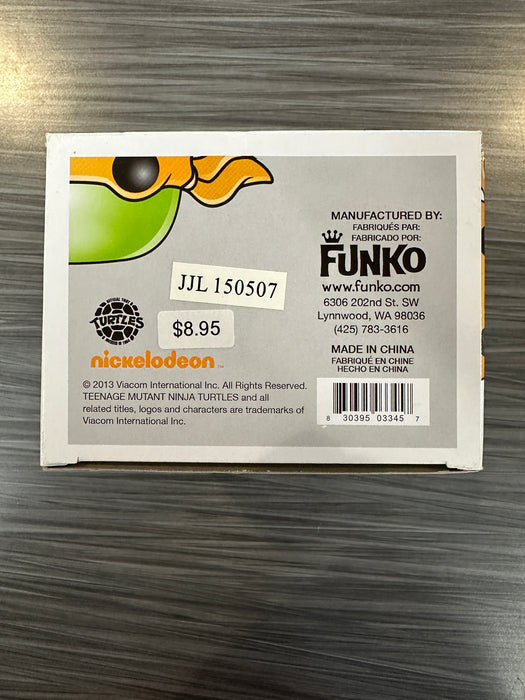 MANUFACTURED BY:
FABRIQUÉS PAR:
FABRICADO POR:
FUNKO
www.funko.com
6306 202nd St. SW
Lynnwood, WA 98036
(425) 783-3616
MADE IN CHINA
FABRIQUÉ EN CHINE
HECHO EN CHINA
8 30395 03345 7
JJL 150507
$8.95
TURTLES
nickelodeon™
© 2013 Viacom International Inc. All Rights Reserved.
TEENAGE MUTANT NINJA TURTLES and all
related titles, logos and characters are trademarks of
Viacom International Inc.